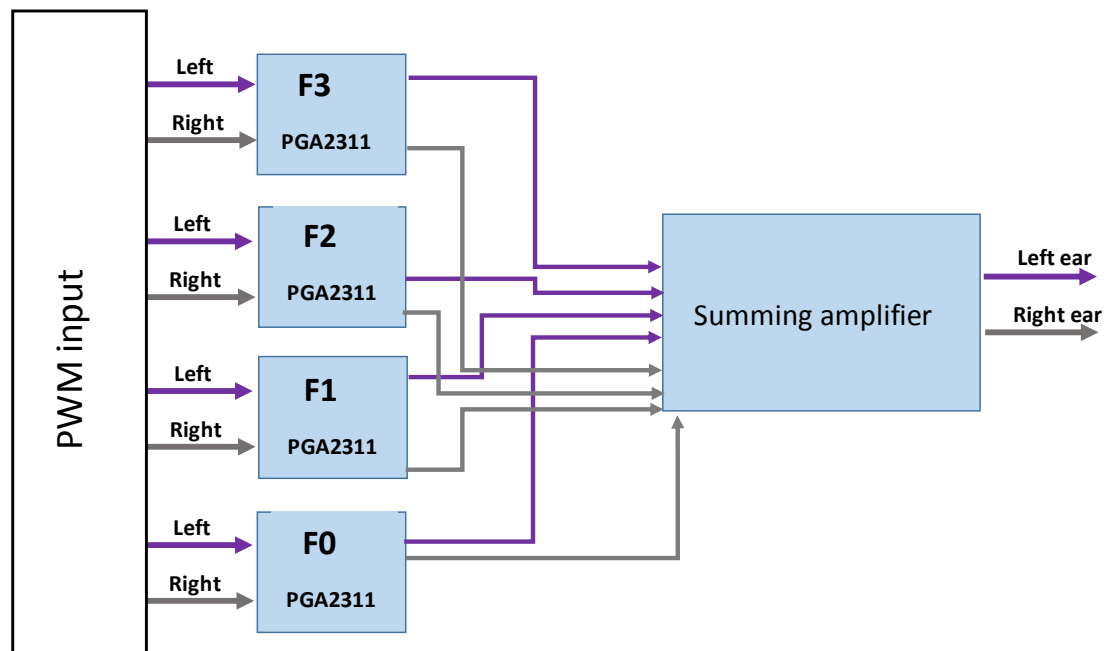 PWM input
Left
F3
Right
PGA2311
Left
F2
Right
PGA2311
Left
F1
Right
PGA2311
Left
F0
Right
PGA2311
Summing amplifier
Left ear
Right ear